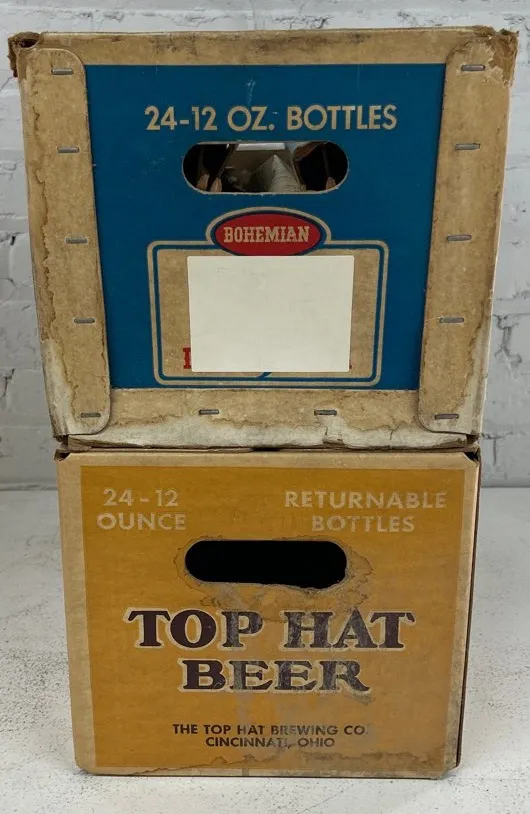 24-12 OZ. BOTTLES
BOHEMIAN
24-12
OUNCE
RETURNABLE
BOTTLES
TOP HAT
BEER
THE TOP HAT BREWING CO.
CINCINNATI, OHIO